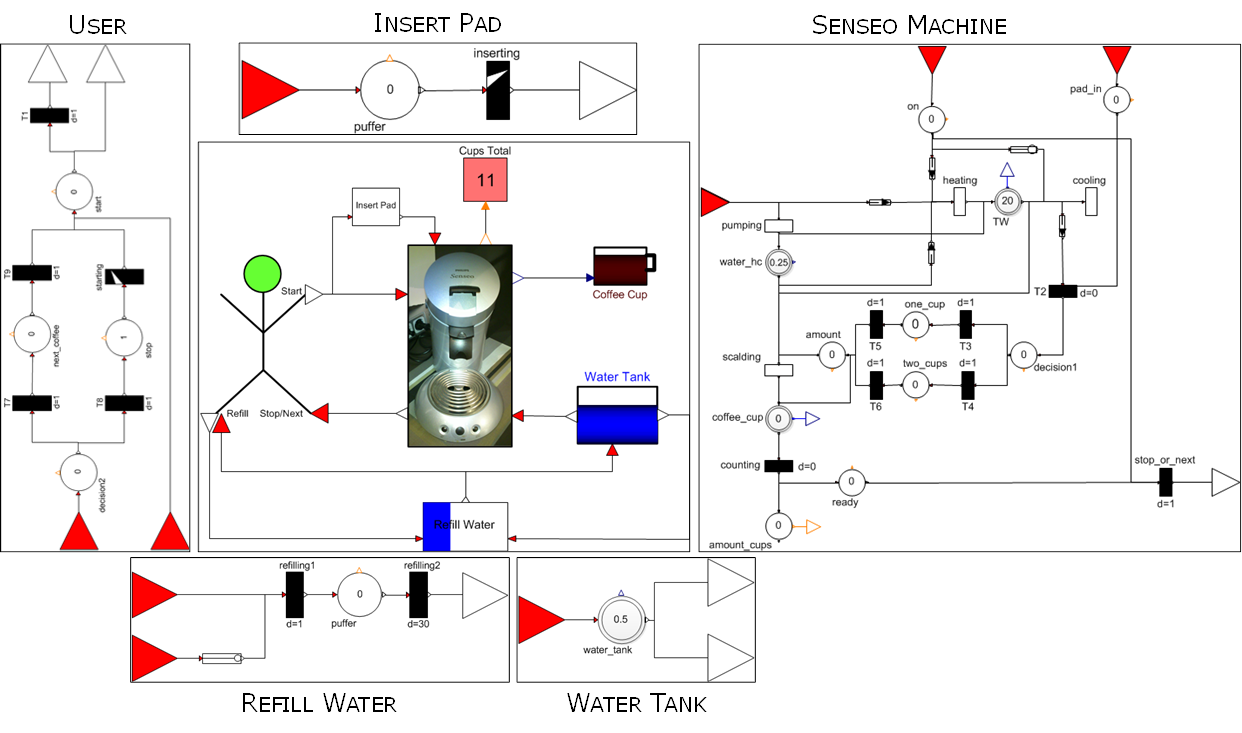 USER
INSERT PAD
SENSEO MACHINE
T1
d=1
0
start
T9
d=1
starting
0
next_coffee
1
stop
T7
d=1
T8
d=1
0
decision2
inserting
0
puffer
Cups Total
11
Insert Pad
Start
Coffee Cup
Water Tank
Refill
Stop/Next
Refill Water
on
0
pad_in
0
heating
cooling
20
TW
pumping
water_hc
0.25
T2
d=0
d=1
one_cup
d=1
0
amount
T5
T3
0
0
decision1
scalding
d=1
two_cups
d=1
0
T6
T4
coffee_cup
0
counting
d=0
stop_or_next
0
ready
d=1
0
amount_cups
refilling1
refilling2
0
d=1
puffer
d=30
0.5
water_tank
REFILL WATER
WATER TANK